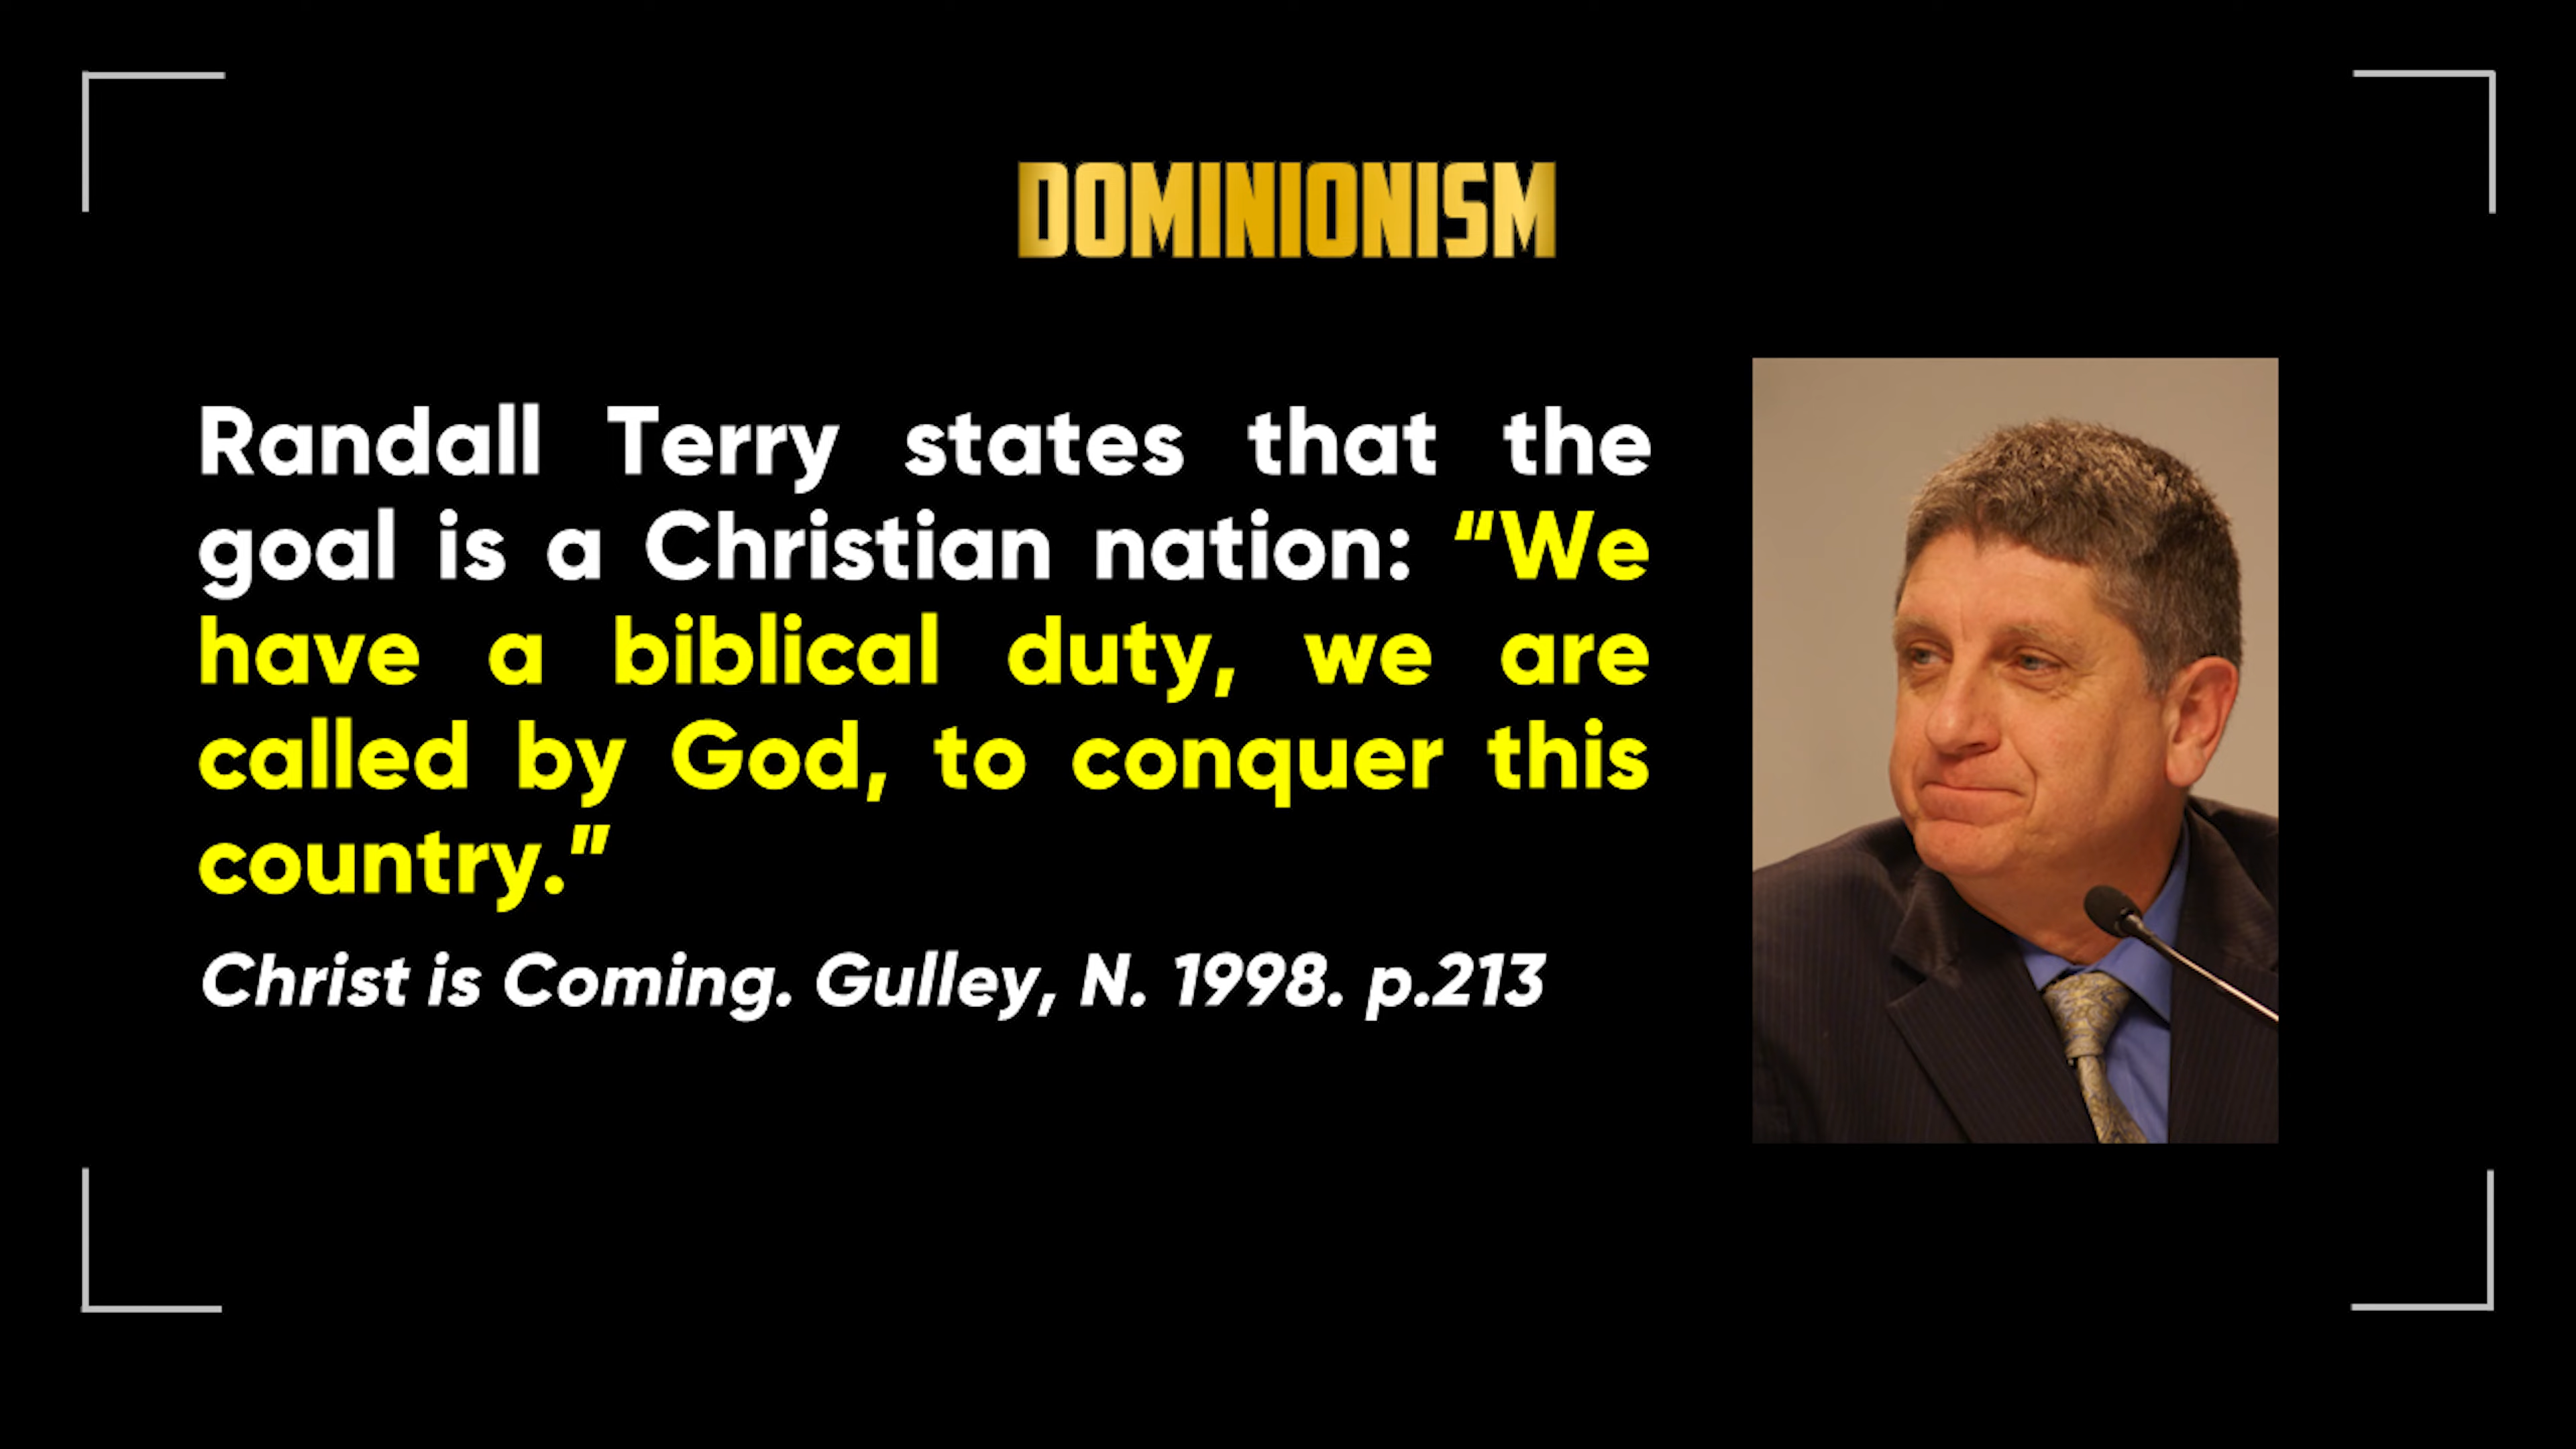 DOMINIONISM
Randall Terry states that the
goal is a Christian nation: “We
have a biblical duty, we are
called by God, to conquer this
country.”
Christ is Coming. Gulley, N. 1998. p.213